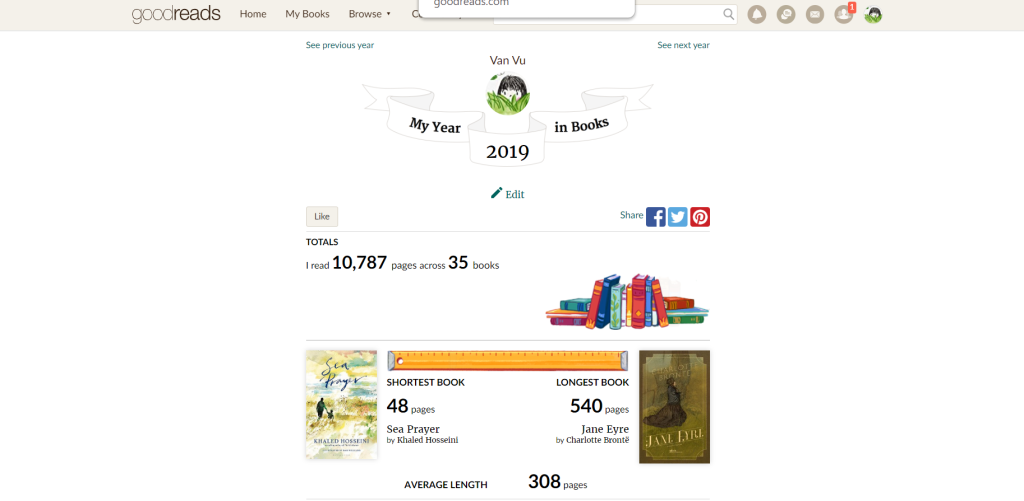 goodreads.com
goodreads Home My Books Browse ▾
1
See previous year See next year
Van Vu
My Year in Books
2019
Edit
Like Share
TOTALS
I read 10,787 pages across 35 books
SHORTEST BOOK LONGEST BOOK
48 pages 540 pages
Sea Prayer Jane Eyre
by Khaled Hosseini by Charlotte Brontë
Sea
Prayer
KHALED HOSSEINI
JANE EYRE
AVERAGE LENGTH 308 pages